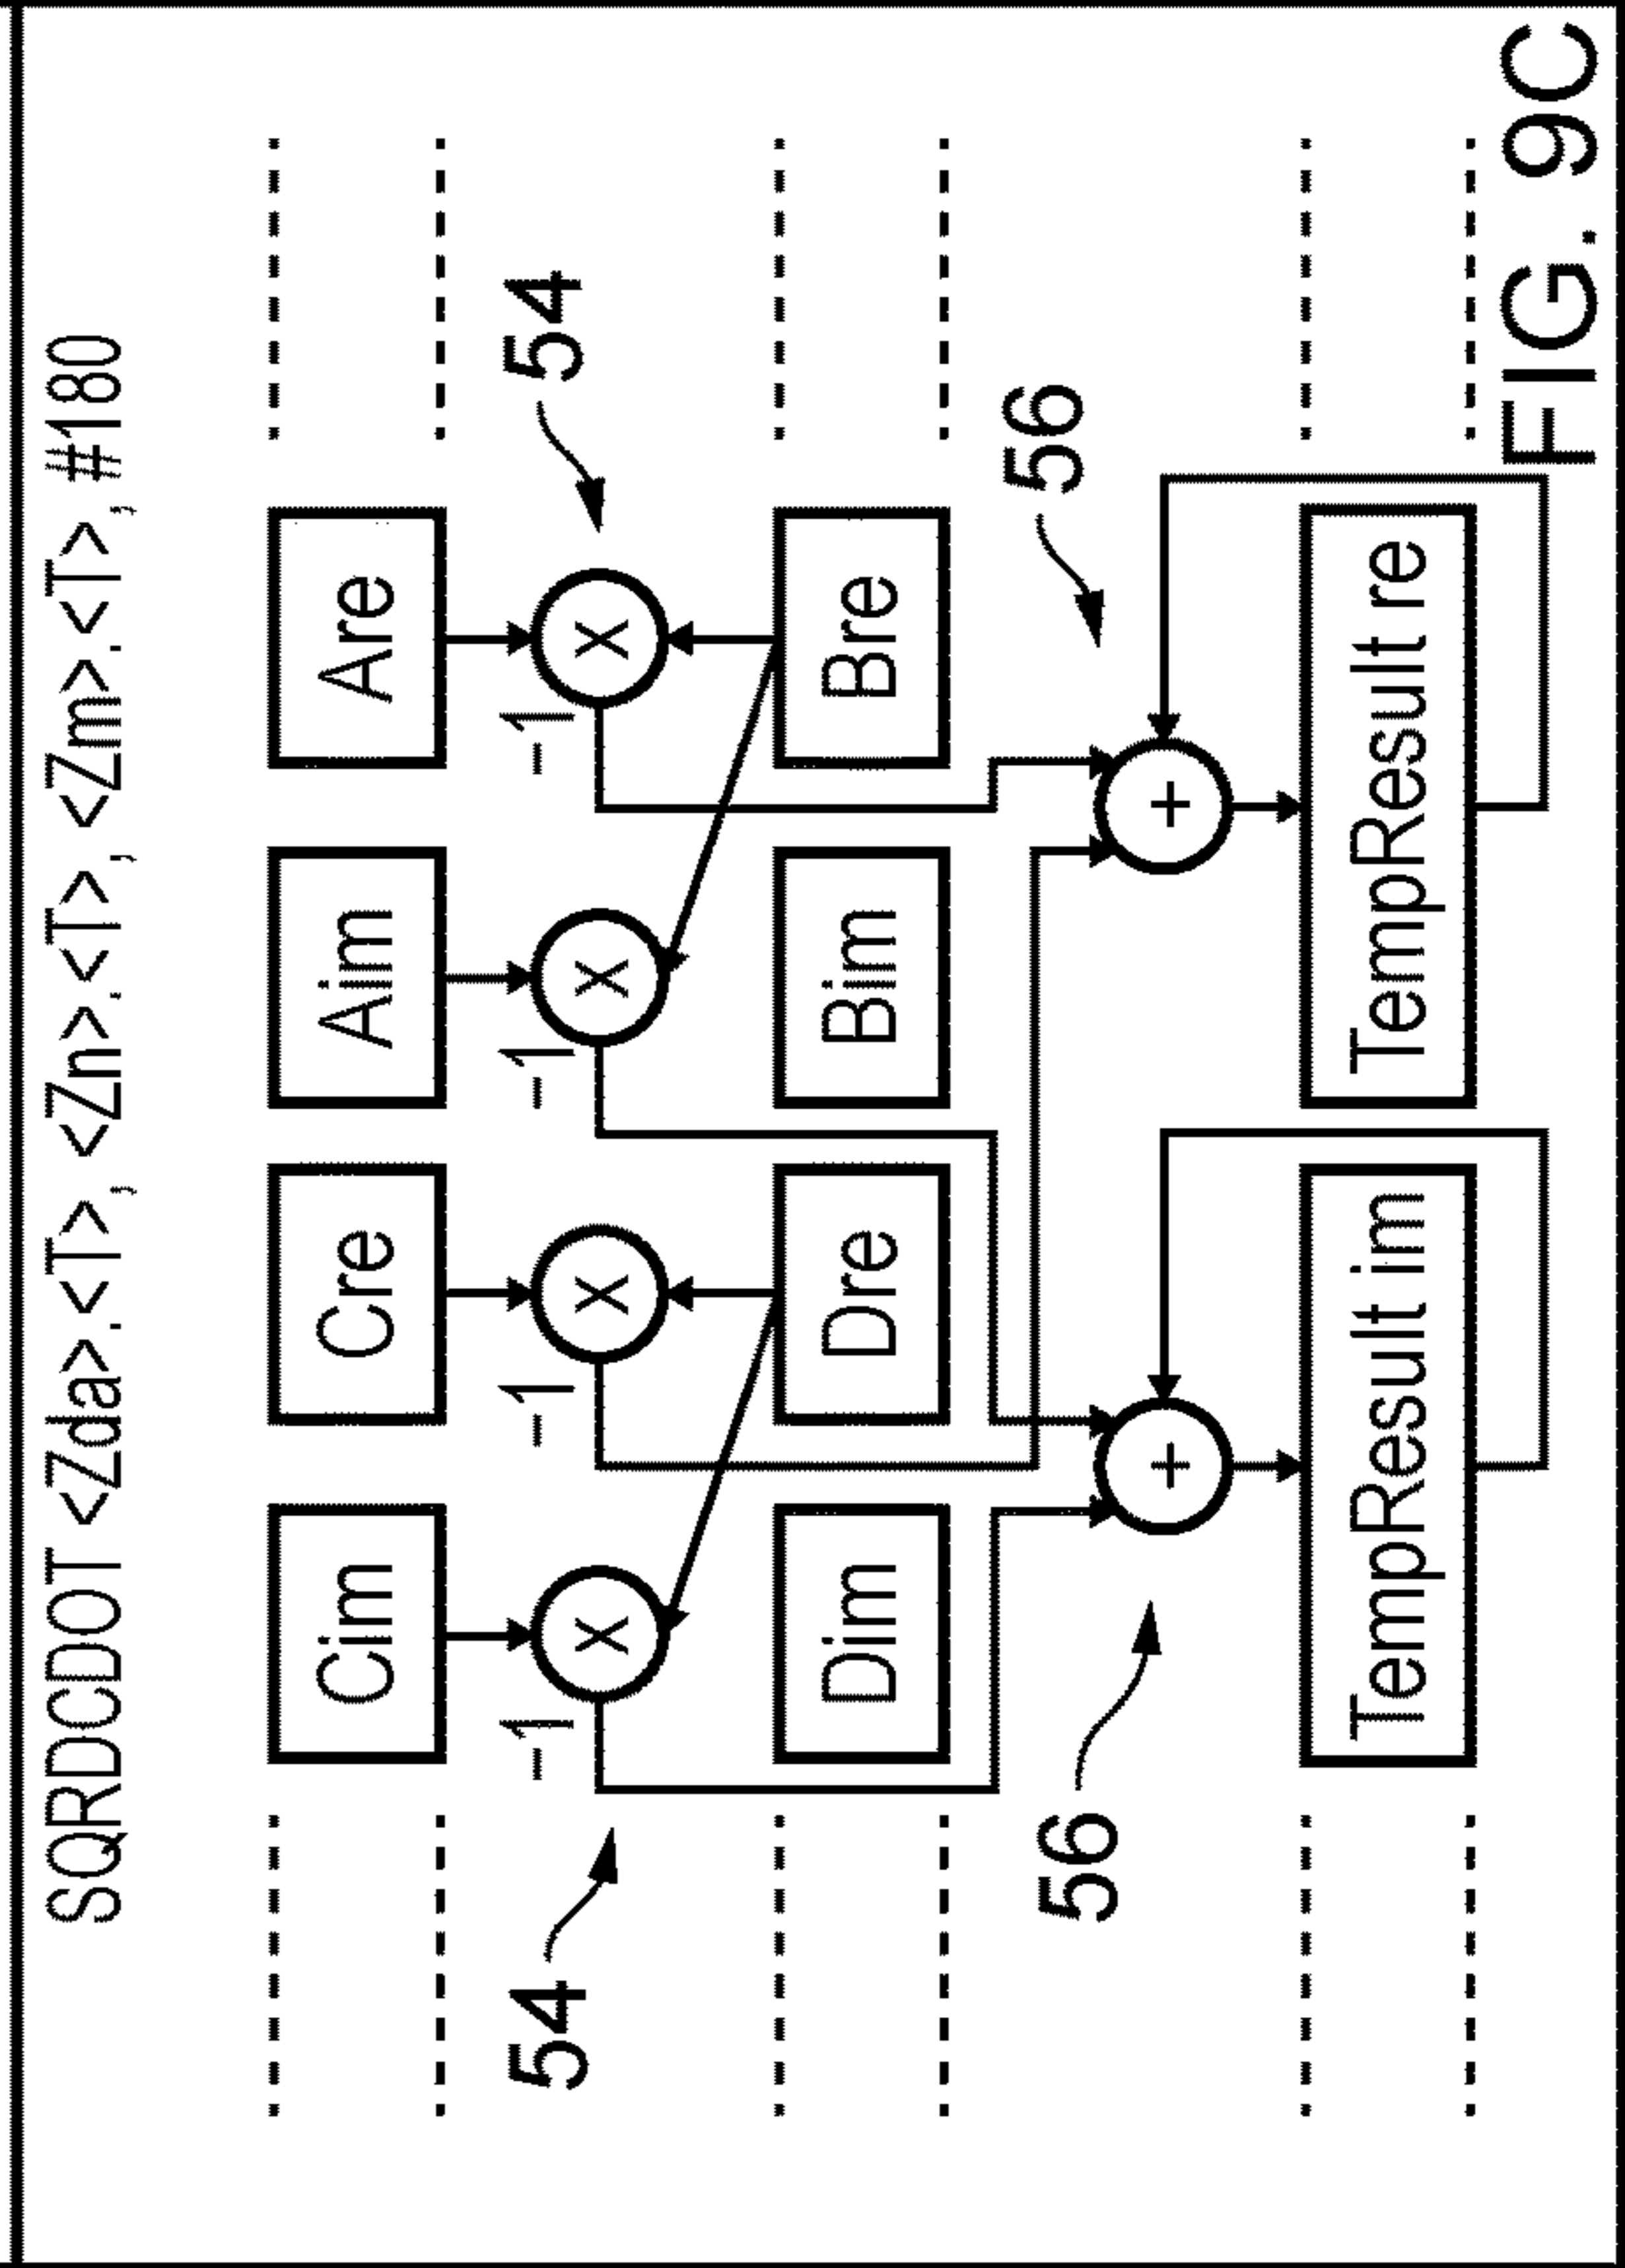 SQRDCDOT <Zda>.<T>, <Zn>.<T>, <Zm>.<T>, #180
Cim Cre Aim Are
54 -1 x -1 x -1 x -1 x 54
Dim Dre Bim Bre
56 + + 56
TempResult im TempResult re
FIG. 9C